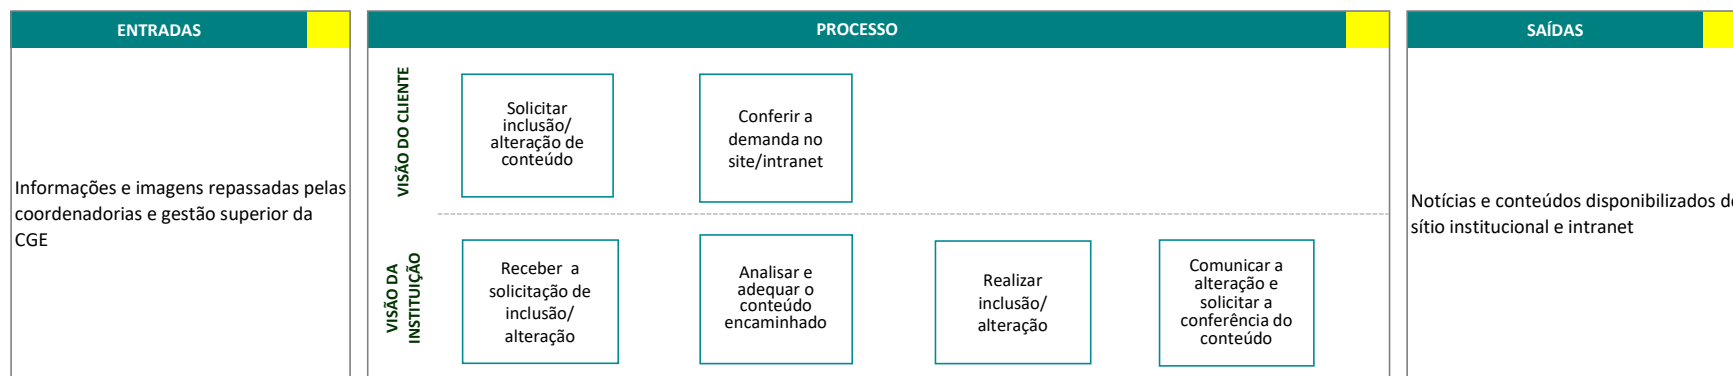 ENTRADAS
Informações e imagens repassadas pelas
coordenadorias e gestão superior da
CGE
PROCESSO
VISÃO DO CLIENTE
Solicitar
inclusão/
alteração de
conteúdo
Conferir a
demanda no
site/intranet
VISÃO DA
INSTITUIÇÃO
Receber a
solicitação de
inclusão/
alteração
Analisar e
adequar o
conteúdo
encaminhado
Realizar
inclusão/
alteração
Comunicar a
alteração e
solicitar a
conferência do
conteúdo
SAÍDAS
Notícias e conteúdos disponibilizados
sítio institucional e intranet